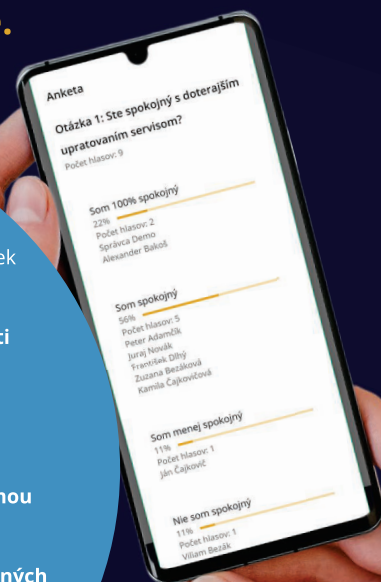 Anketa
Otázka 1: Ste spokojný s doterajším
upratovaním servisom?
Počet hlasov: 9
Som 100% spokojný
22%
Počet hlasov: 2
Správca Demo
Alexander Bakoš
Som spokojný
56%
Počet hlasov: 5
Peter Adamčík
Juraj Novák
František Dlhý
Zuzana Bezáková
Kamila Čajkovičová
Som menej spokojný
11%
Počet hlasov: 1
Ján Čajkovič
Nie som spokojný
11%
Počet hlasov: 1
Viliam Bezák